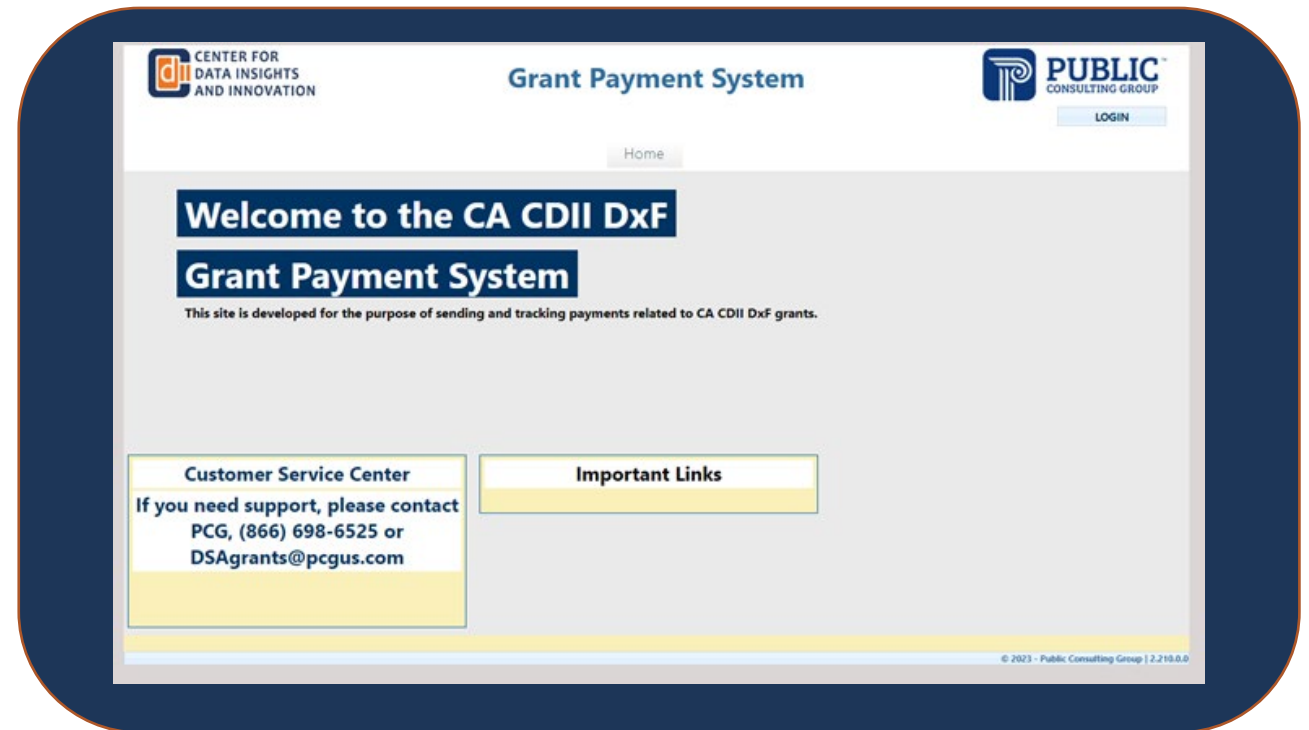 CENTER FOR
DATA INSIGHTS
AND INNOVATION
Grant Payment System
PUBLIC™
CONSULTING GROUP
LOGIN
Home
Welcome to the CA CDII DxF
Grant Payment System
This site is developed for the purpose of sending and tracking payments related to CA CDII DxF grants.
Customer Service Center
If you need support, please contact
PCG, (866) 698-6525 or
DSAgrants@pcgus.com
Important Links
© 2023 - Public Consulting Group | 2.210.0.0